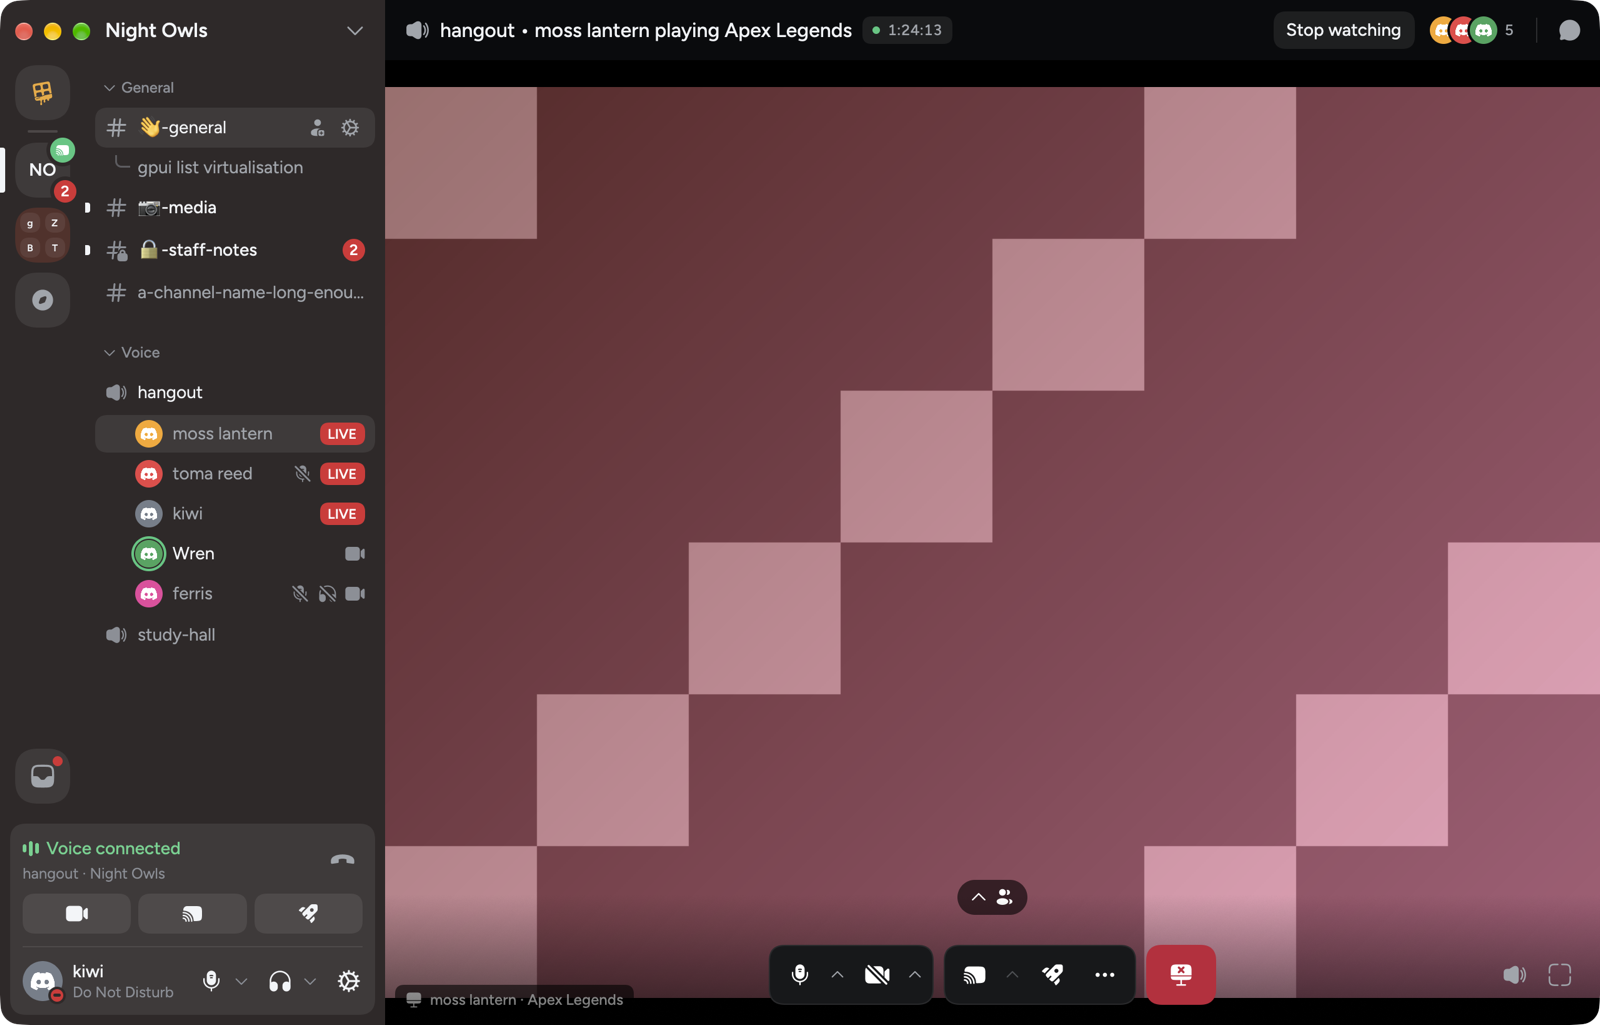 Night Owls
hangout • moss lantern playing Apex Legends
1:24:13
Stop watching
5
General
👋-general
gpui list virtualisation
NO
2
📷-media
g Z
B T
🔒-staff-notes
2
a-channel-name-long-enou...
Voice
hangout
moss lantern
LIVE
toma reed
LIVE
kiwi
LIVE
Wren
ferris
study-hall
Voice connected
hangout · Night Owls
kiwi
Do Not Disturb
moss lantern · Apex Legends